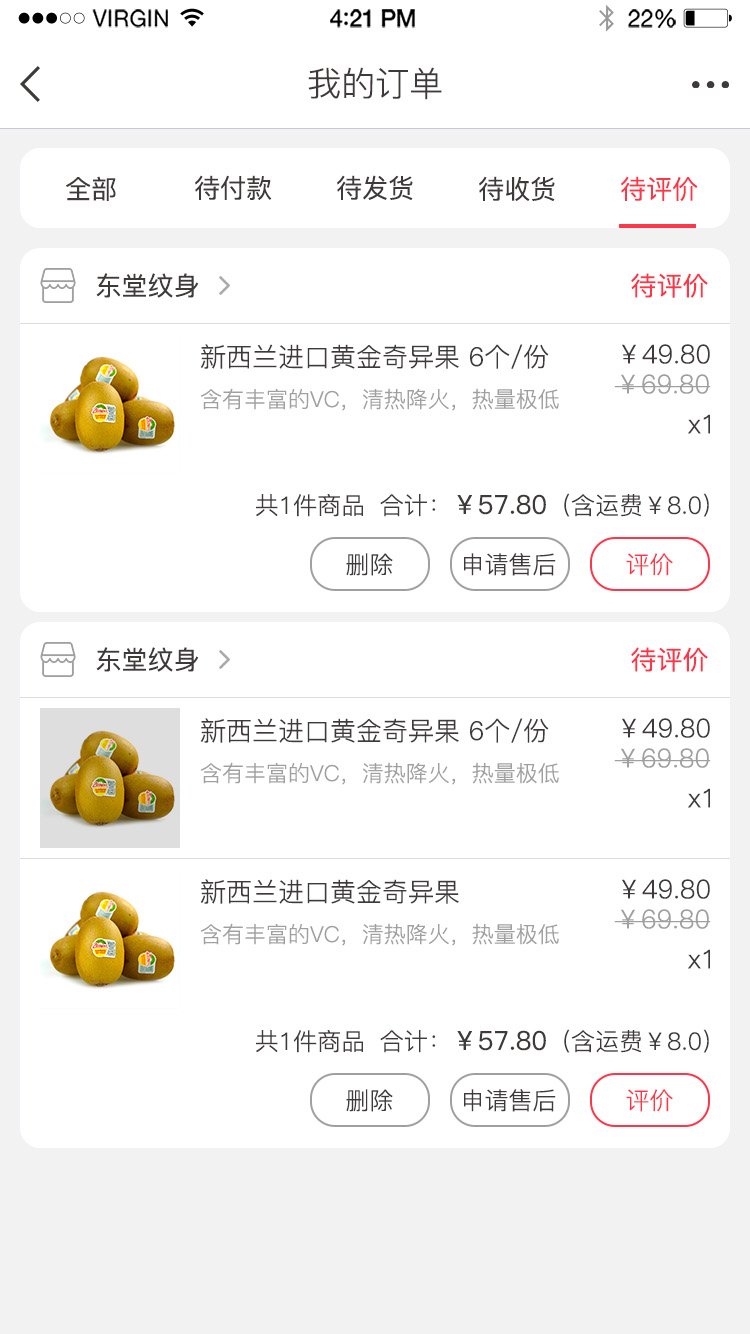 VIRGIN 4:21 PM 22%
我的订单
全部 待付款 待发货 待收货 待评价
东堂纹身 待评价
新西兰进口黄金奇异果 6个/份 ¥49.80
¥69.80
含有丰富的VC，清热降火，热量极低
x1
共1件商品 合计： ¥57.80（含运费¥8.0)
删除 申请售后 评价
东堂纹身 待评价
新西兰进口黄金奇异果 6个/份 ¥49.80
¥69.80
含有丰富的VC，清热降火，热量极低
x1
新西兰进口黄金奇异果 ¥49.80
¥69.80
含有丰富的VC，清热降火，热量极低
x1
共1件商品 合计： ¥57.80（含运费¥8.0)
删除 申请售后 评价